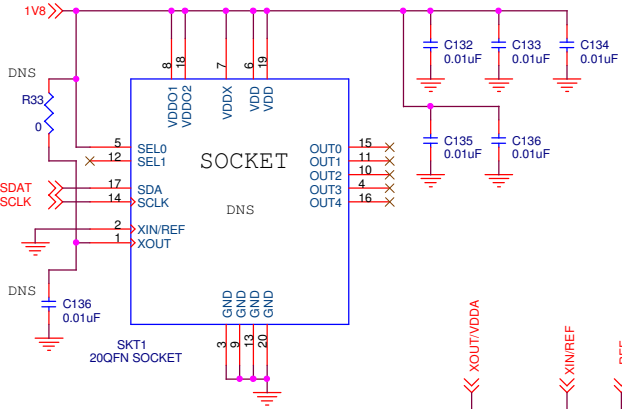 1V8
8
18
7
6
19
C132
0.01uF
C133
0.01uF
C134
0.01uF
DNS
R33
0
VDDO1
VDDO2
VDDX
VDD
VDD
C135
0.01uF
C136
0.01uF
5
SEL0
12
SEL1
SOCKET
OUT0
15
OUT1
11
OUT2
10
OUT3
4
OUT4
16
SDAT
17
SDA
SCLK
14
SCLK
DNS
2
XIN/REF
1
XOUT
DNS
C136
0.01uF
GND
GND
GND
GND
3
9
13
20
SKT1
20QFN SOCKET
XOUT/VDDA
XIN/REF